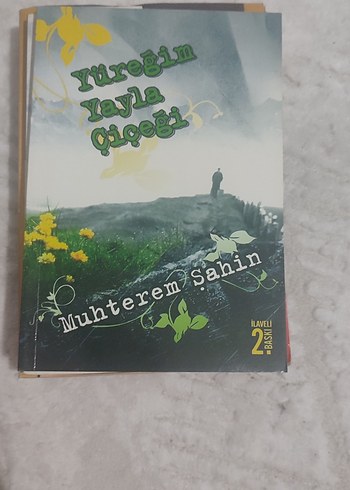 Yüreğim
Yayla
Çiçeği
Muhterem Şahin
İLAVELİ
2. BASKI